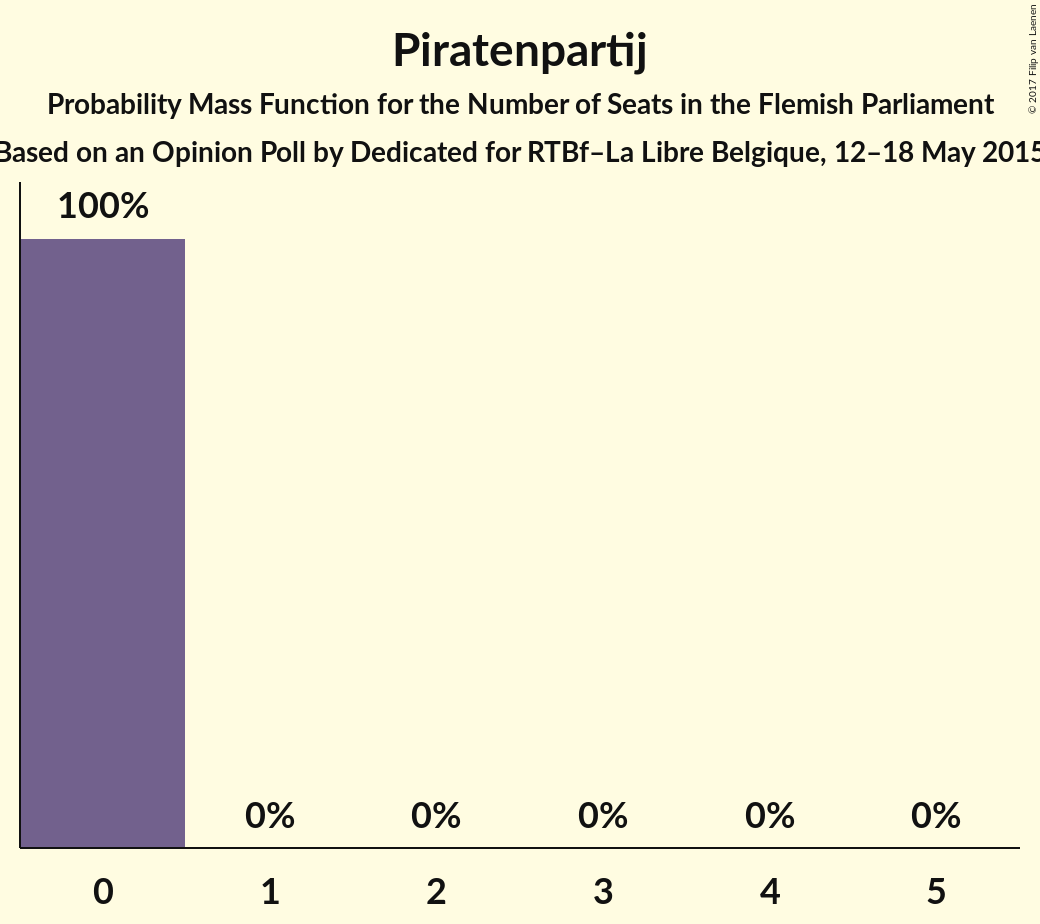 Piratenpartij
Probability Mass Function for the Number of Seats in the Flemish Parliament
Based on an Opinion Poll by Dedicated for RTBf–La Libre Belgique, 12–18 May 2015
© 2017 Filip van Laenen
100%
0% 0% 0% 0% 0%
0 1 2 3 4 5